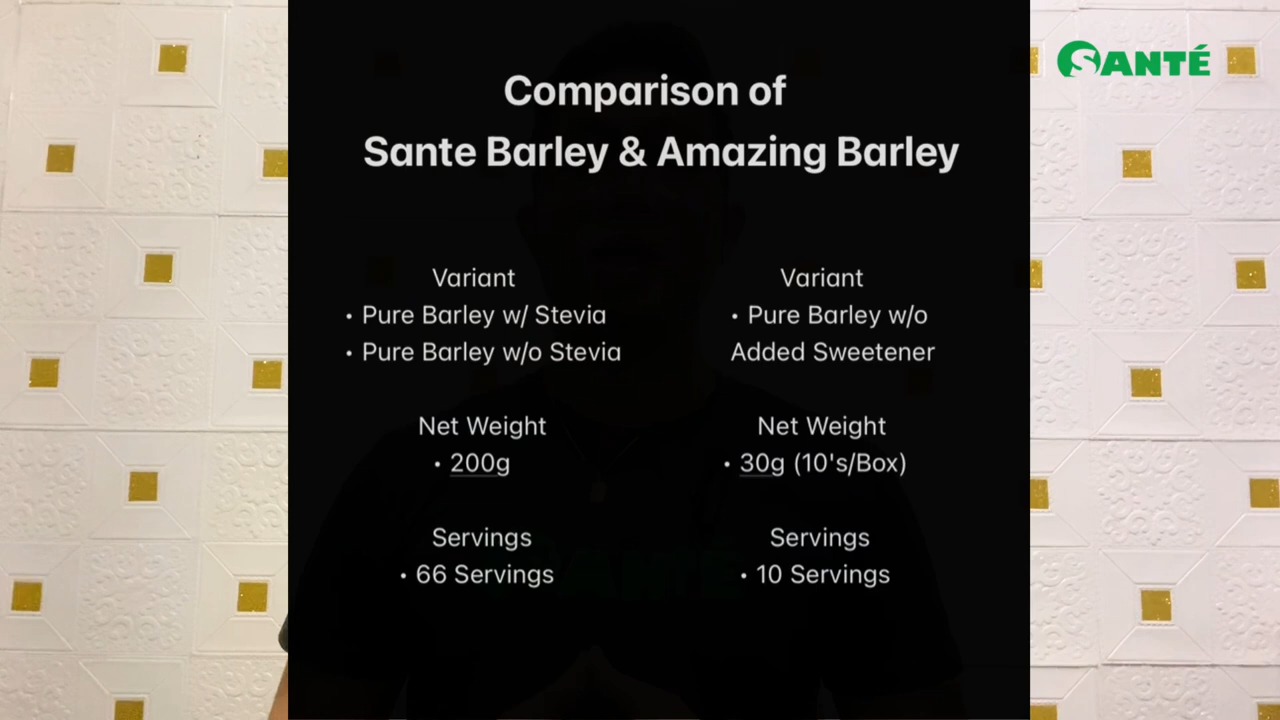 SANTÉ
Comparison of
Sante Barley & Amazing Barley
Variant
• Pure Barley w/ Stevia
• Pure Barley w/o Stevia
Net Weight
• 200g
Servings
• 66 Servings
Variant
• Pure Barley w/o
Added Sweetener
Net Weight
• 30g (10's/Box)
Servings
• 10 Servings